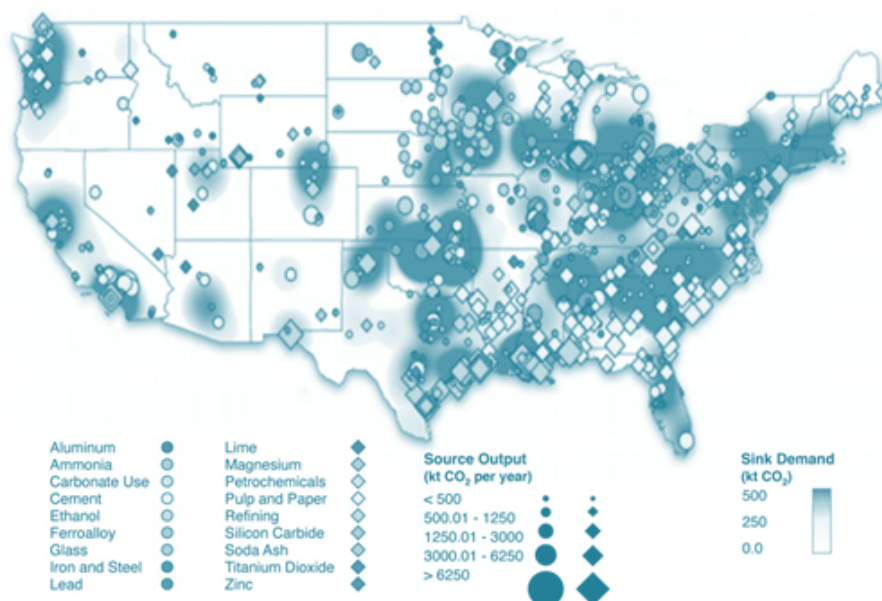 Aluminum
Ammonia
Carbonate Use
Cement
Ethanol
Ferroalloy
Glass
Iron and Steel
Lead
Lime
Magnesium
Petrochemicals
Pulp and Paper
Refining
Silicon Carbide
Soda Ash
Titanium Dioxide
Zinc
Source Output
(kt CO₂ per year)
< 500
500.01 - 1250
1250.01 - 3000
3000.01 - 6250
> 6250
Sink Demand
(kt CO₂)
500
250
0.0